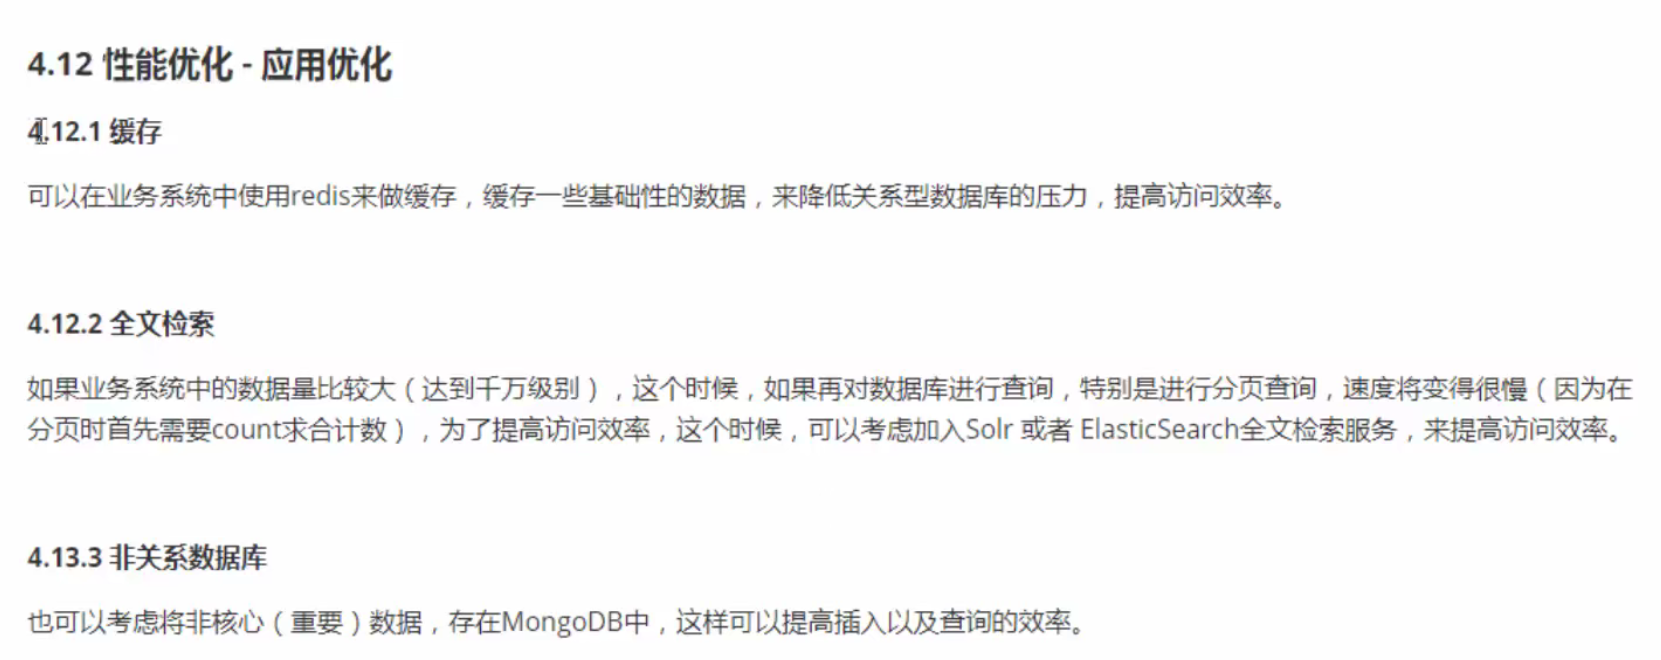 4.12 性能优化 - 应用优化
4.12.1 缓存
可以在业务系统中使用redis来做缓存，缓存一些基础性的数据，来降低关系型数据库的压力，提高访问效率。
4.12.2 全文检索
如果业务系统中的数据量比较大（达到千万级别），这个时候，如果再对数据库进行查询，特别是进行分页查询，速度将变得很慢（因为在
分页时首先需要count求合计数），为了提高访问效率，这个时候，可以考虑加入Solr 或者 ElasticSearch全文检索服务，来提高访问效率。
4.13.3 非关系数据库
也可以考虑将非核心（重要）数据，存在MongoDB中，这样可以提高插入以及查询的效率。